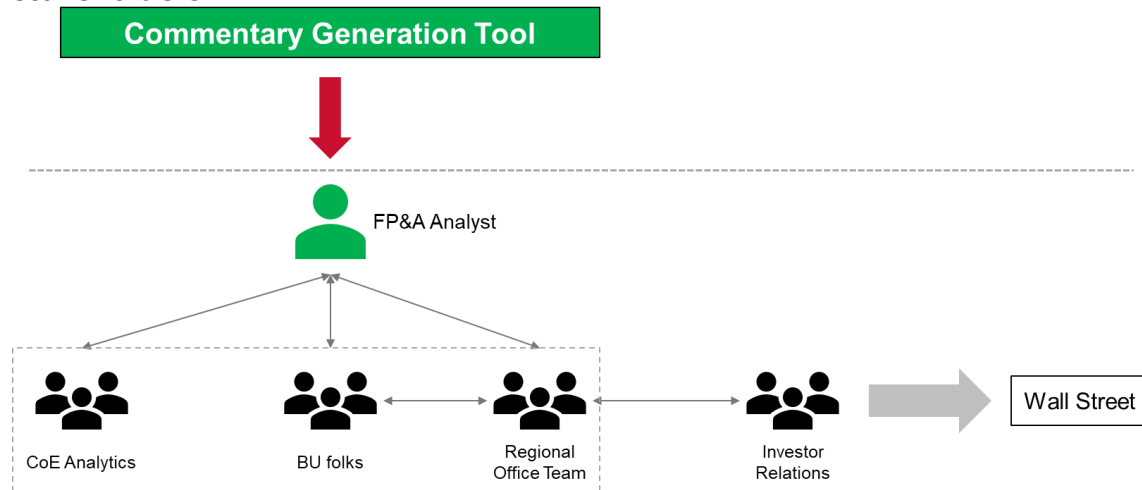 Commentary Generation Tool
FP&A Analyst
CoE Analytics
BU folks
Regional
Office Team
Investor
Relations
Wall Street